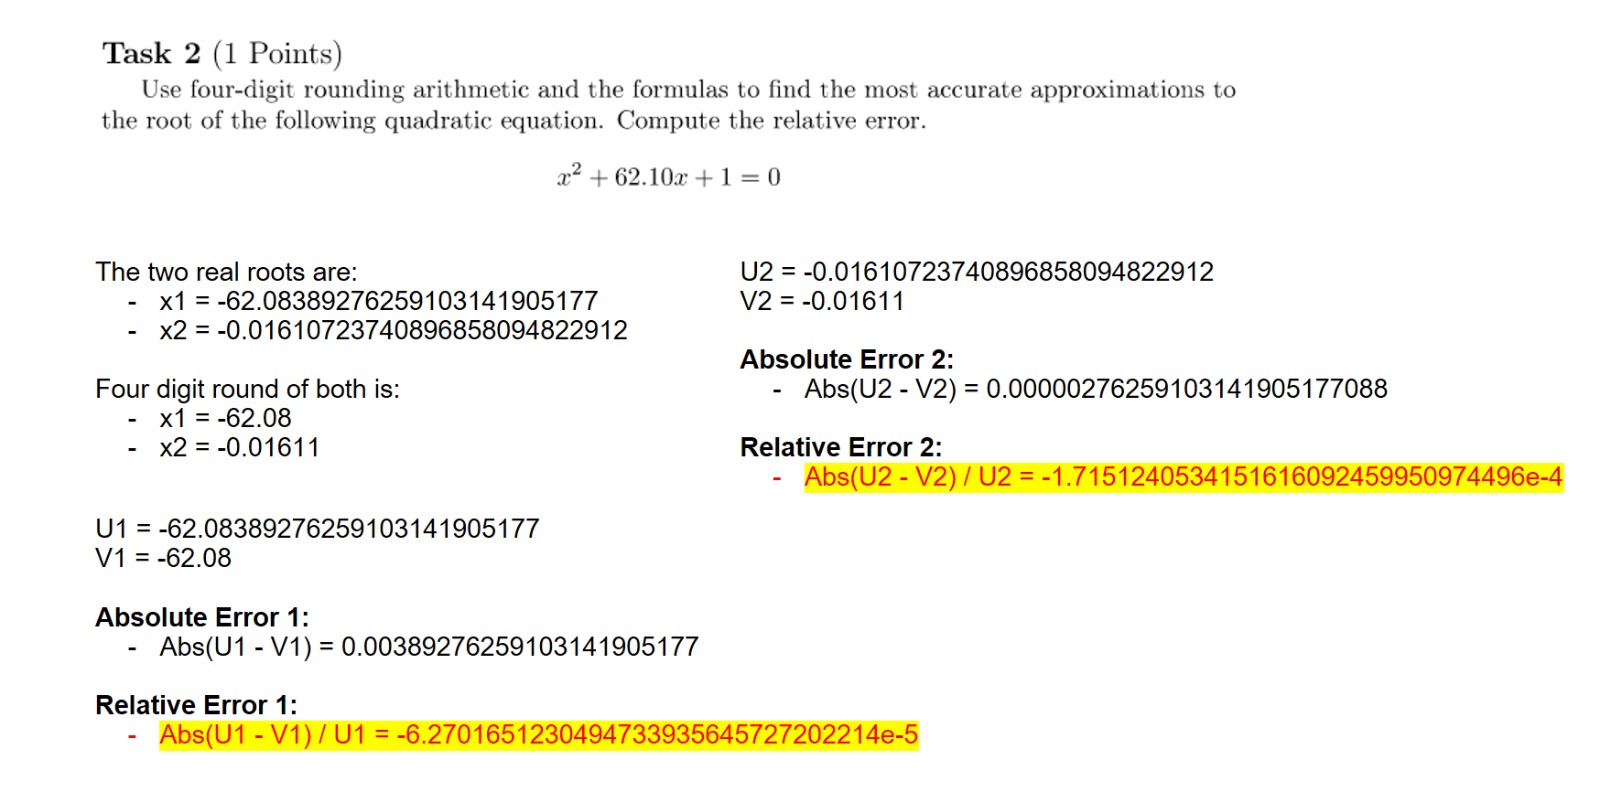 Task 2 (1 Points)
Use four-digit rounding arithmetic and the formulas to find the most accurate approximations to
the root of the following quadratic equation. Compute the relative error.
x² + 62.10x + 1 = 0
The two real roots are:
- x1 = -62.08389276259103141905177
- x2 = -0.01610723740896858094822912
Four digit round of both is:
- x1 = -62.08
- x2 = -0.01611
U1 = -62.08389276259103141905177
V1 = -62.08
Absolute Error 1:
- Abs(U1 - V1) = 0.00389276259103141905177
Relative Error 1:
- Abs(U1 - V1) / U1 = -6.2701651230494733935645727202214e-5
U2 = -0.01610723740896858094822912
V2 = -0.01611
Absolute Error 2:
- Abs(U2 - V2) = 0.00000276259103141905177088
Relative Error 2:
- Abs(U2 - V2) / U2 = -1.7151240534151616092459950974496e-4